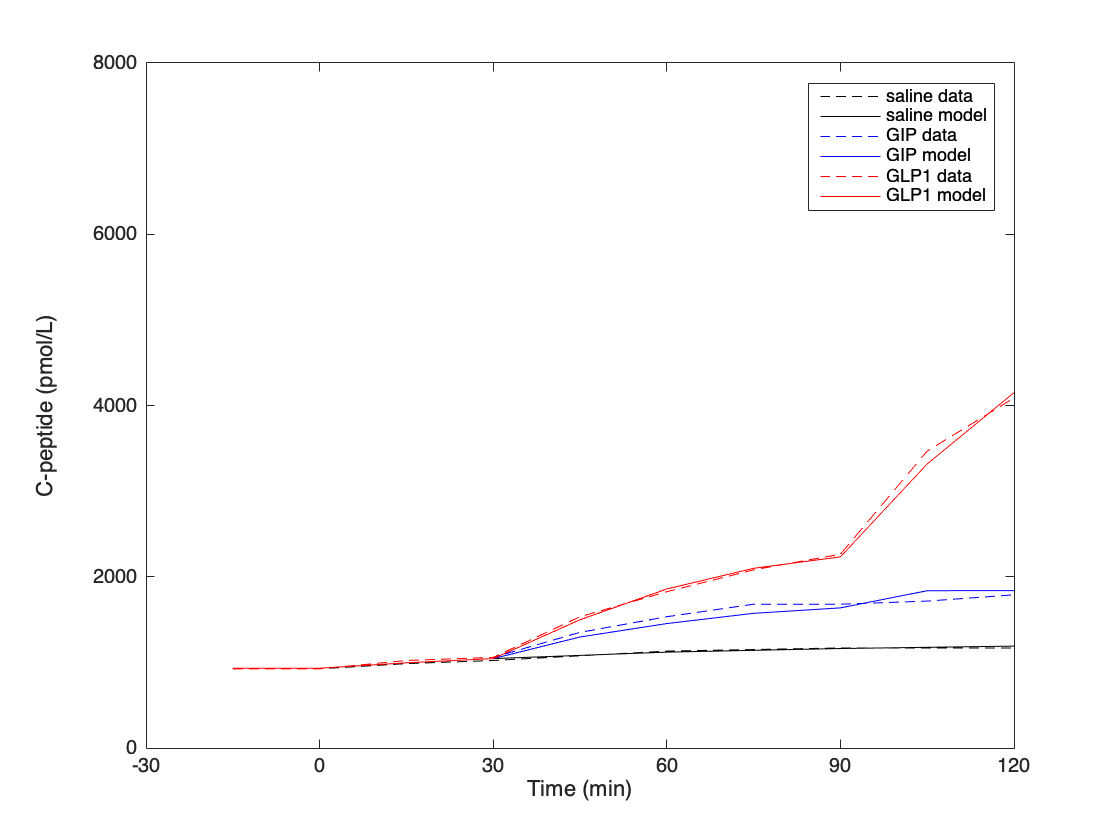 8000
6000
4000
2000
0
-30
0
30
60
90
120
C-peptide (pmol/L)
Time (min)
saline data
saline model
GIP data
GIP model
GLP1 data
GLP1 model